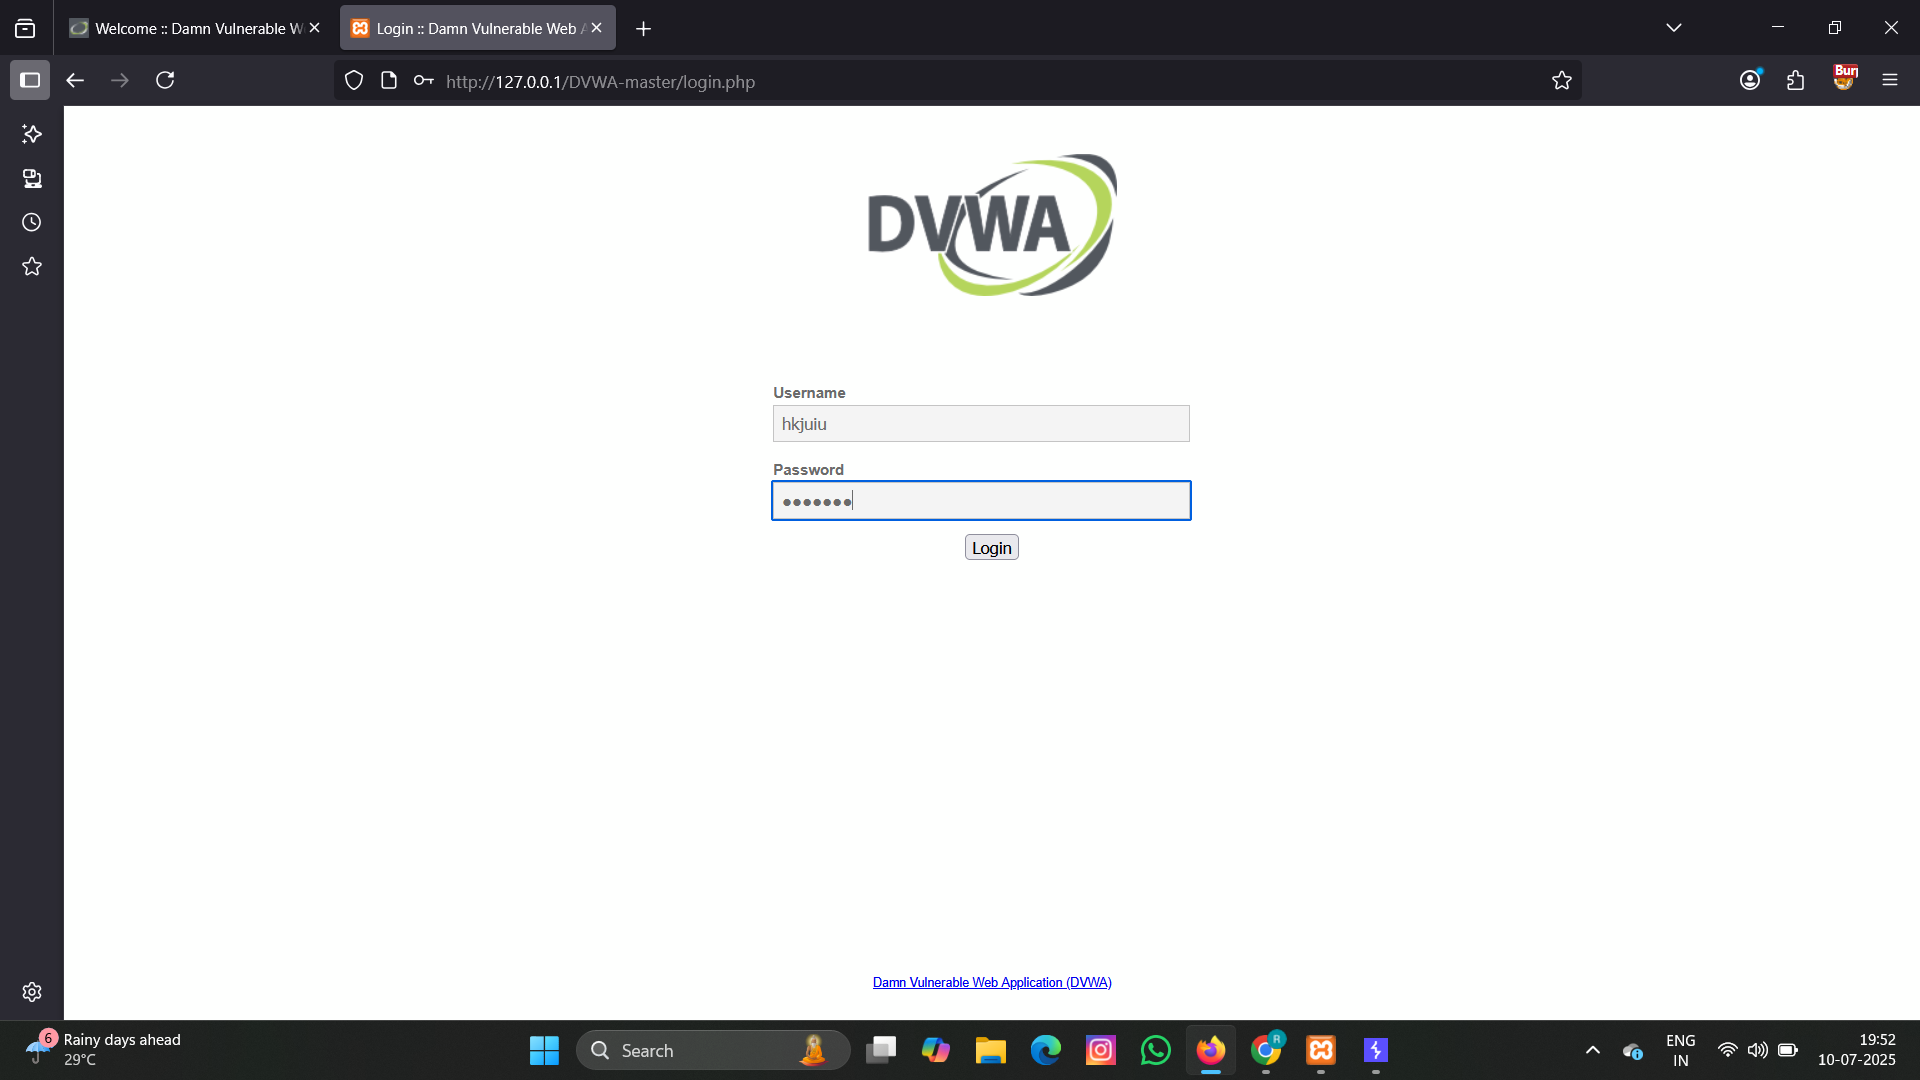 Welcome :: Damn Vulnerable W
Login :: Damn Vulnerable Web
Burp
http://127.0.0.1/DVWA-master/login.php
DVWA
Username
hkjuiu
Password
•••••••
Login
Damn Vulnerable Web Application (DVWA)
6
Rainy days ahead
29°C
Search
R
ENG
IN
19:52
10-07-2025